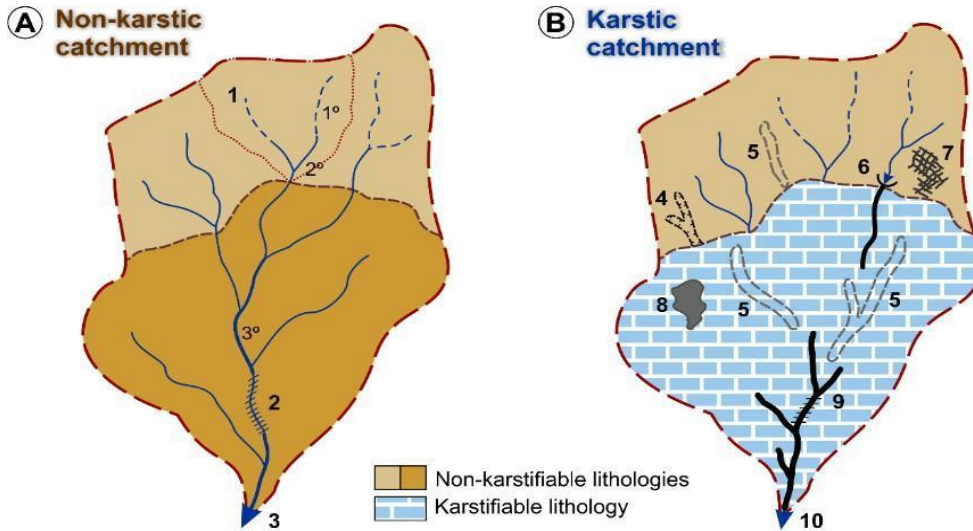 A Non-karstic
catchment
1
1º
2º
3º
2
3
B Karstic
catchment
5
6
7
4
8
5
5
9
10
Non-karstifiable lithologies
Karstifiable lithology